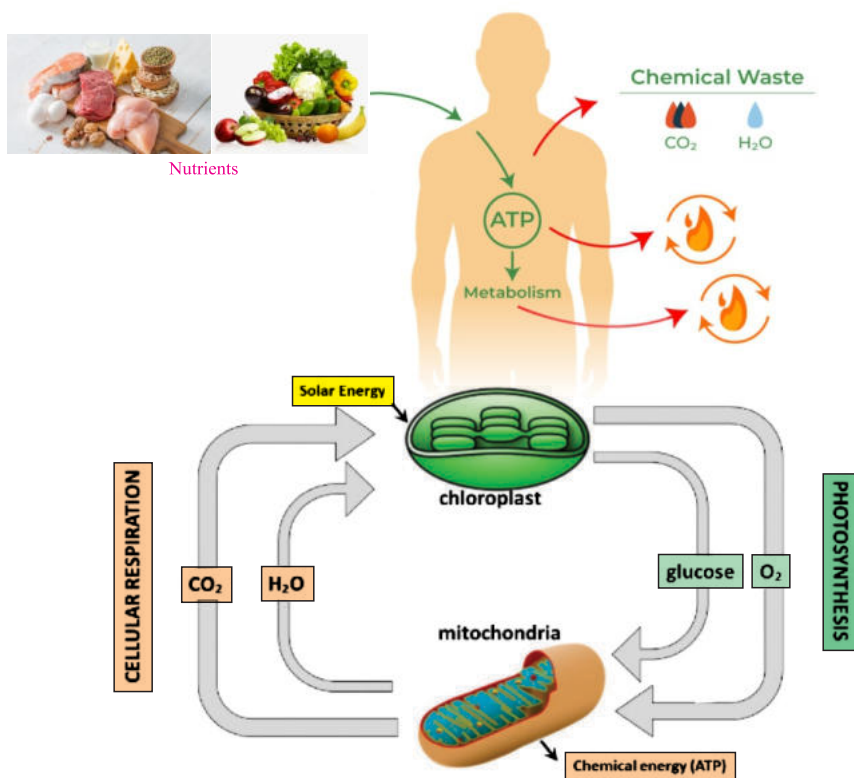 Nutrients
Chemical Waste
CO₂ H₂O
ATP
Metabolism
Solar Energy
chloroplast
CELLULAR RESPIRATION
CO₂
H₂O
glucose
O₂
PHOTOSYNTHESIS
mitochondria
Chemical energy (ATP)